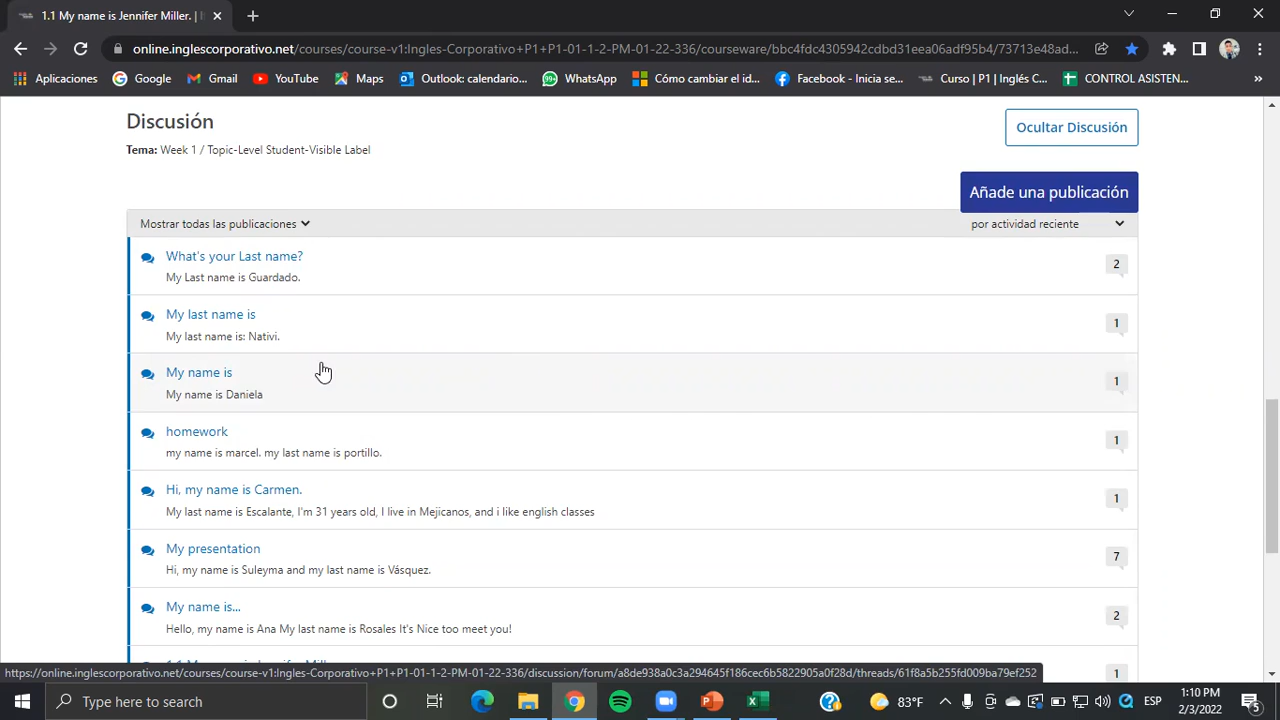 1.1 My name is Jennifer Miller. |
online.inglescorporativo.net/courses/course-v1:Ingles-Corporativo+P1+P1-01-1-2-PM-01-22-336/courseware/bbc4fdc4305942cdbd31eea06adf95b4/73713e48ad...
Aplicaciones Google Gmail YouTube Maps Outlook: calendario... 99+ WhatsApp Cómo cambiar el id... Facebook - Inicia se... Curso | P1 | Inglés C... CONTROL ASISTEN... »
Discusión
Ocultar Discusión
Tema: Week 1 / Topic-Level Student-Visible Label
Añade una publicación
Mostrar todas las publicaciones por actividad reciente
What's your Last name?
My Last name is Guardado.
2
My last name is
My last name is: Nativi.
1
My name is
My name is Daniela
1
homework
my name is marcel. my last name is portillo.
1
Hi, my name is Carmen.
My last name is Escalante, I'm 31 years old, I live in Mejicanos, and i like english classes
1
My presentation
Hi, my name is Suleyma and my last name is Vásquez.
7
My name is...
Hello, my name is Ana My last name is Rosales It's Nice too meet you!
2
1
https://online.inglescorporativo.net/courses/course-v1:Ingles-Corporativo+P1+P1-01-1-2-PM-01-22-336/discussion/forum/a8de938a0c3a294645f186cec6b5822905a0f28d/threads/61f8a5b255fd009ba79ef252
Type here to search
83°F
ESP
1:10 PM
2/3/2022
5